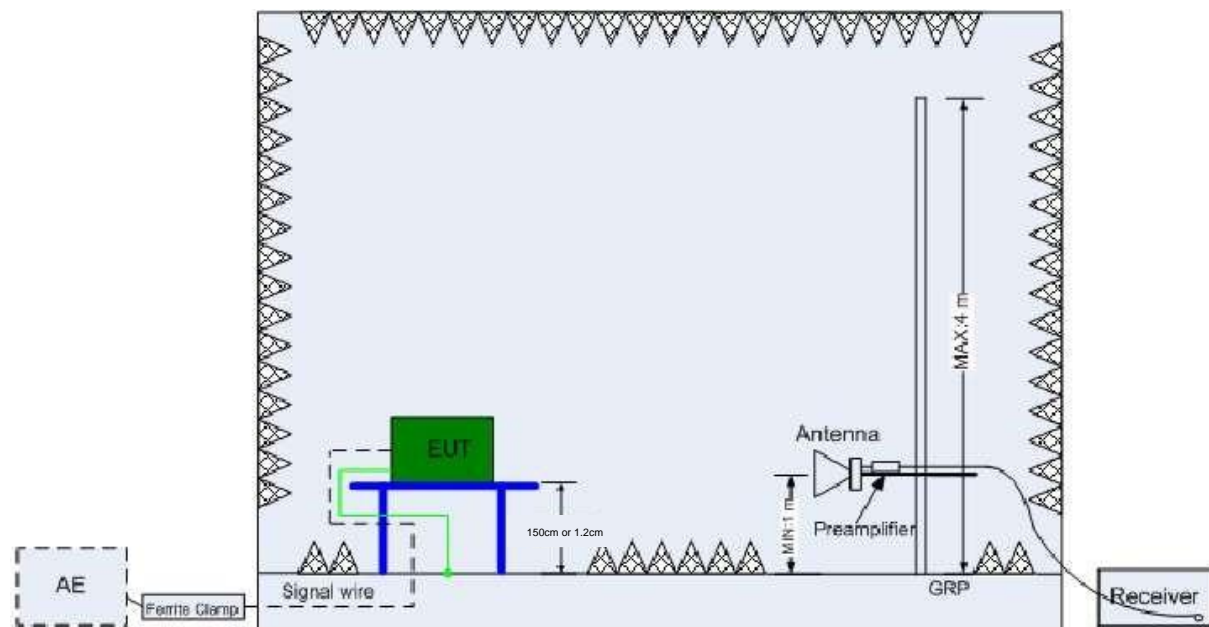 EUT
Antenna
150cm or 1.2cm
MIN:1 m
MAX:4 m
Preamplifier
AE
Ferrite Clamp
Signal wire
GRP
Receiver